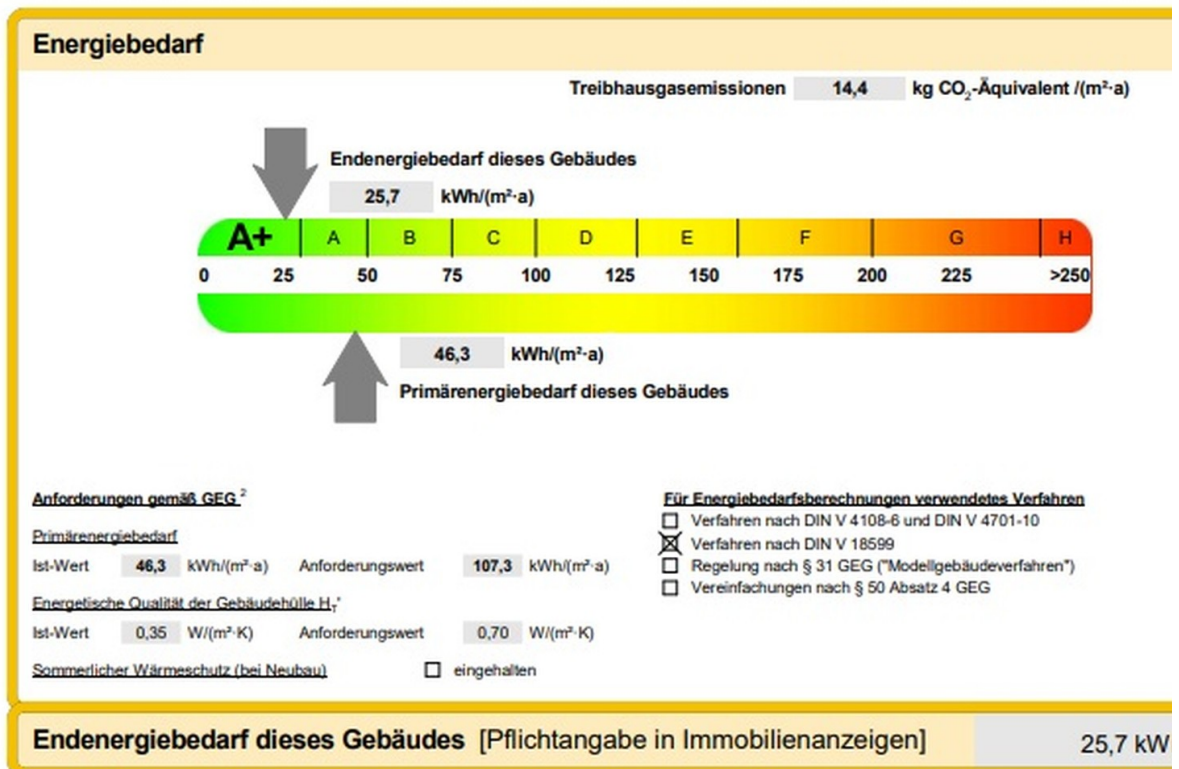 Energiebedarf
Treibhausgasemissionen 14,4 kg CO₂-Äquivalent /(m²·a)
Endenergiebedarf dieses Gebäudes
25,7 kWh/(m²·a)
A+ A B C D E F G H
0 25 50 75 100 125 150 175 200 225 >250
46,3 kWh/(m²·a)
Primärenergiebedarf dieses Gebäudes
Anforderungen gemäß GEG ²
Primärenergiebedarf
Ist-Wert 46,3 kWh/(m²·a) Anforderungswert 107,3 kWh/(m²·a)
Energetische Qualität der Gebäudehülle H_T'
Ist-Wert 0,35 W/(m²·K) Anforderungswert 0,70 W/(m²·K)
Sommerlicher Wärmeschutz (bei Neubau) eingehalten
Für Energiebedarfsberechnungen verwendetes Verfahren
Verfahren nach DIN V 4108-6 und DIN V 4701-10
Verfahren nach DIN V 18599
Regelung nach § 31 GEG ("Modellgebäudeverfahren")
Vereinfachungen nach § 50 Absatz 4 GEG
Endenergiebedarf dieses Gebäudes [Pflichtangabe in Immobilienanzeigen] 25,7 kW